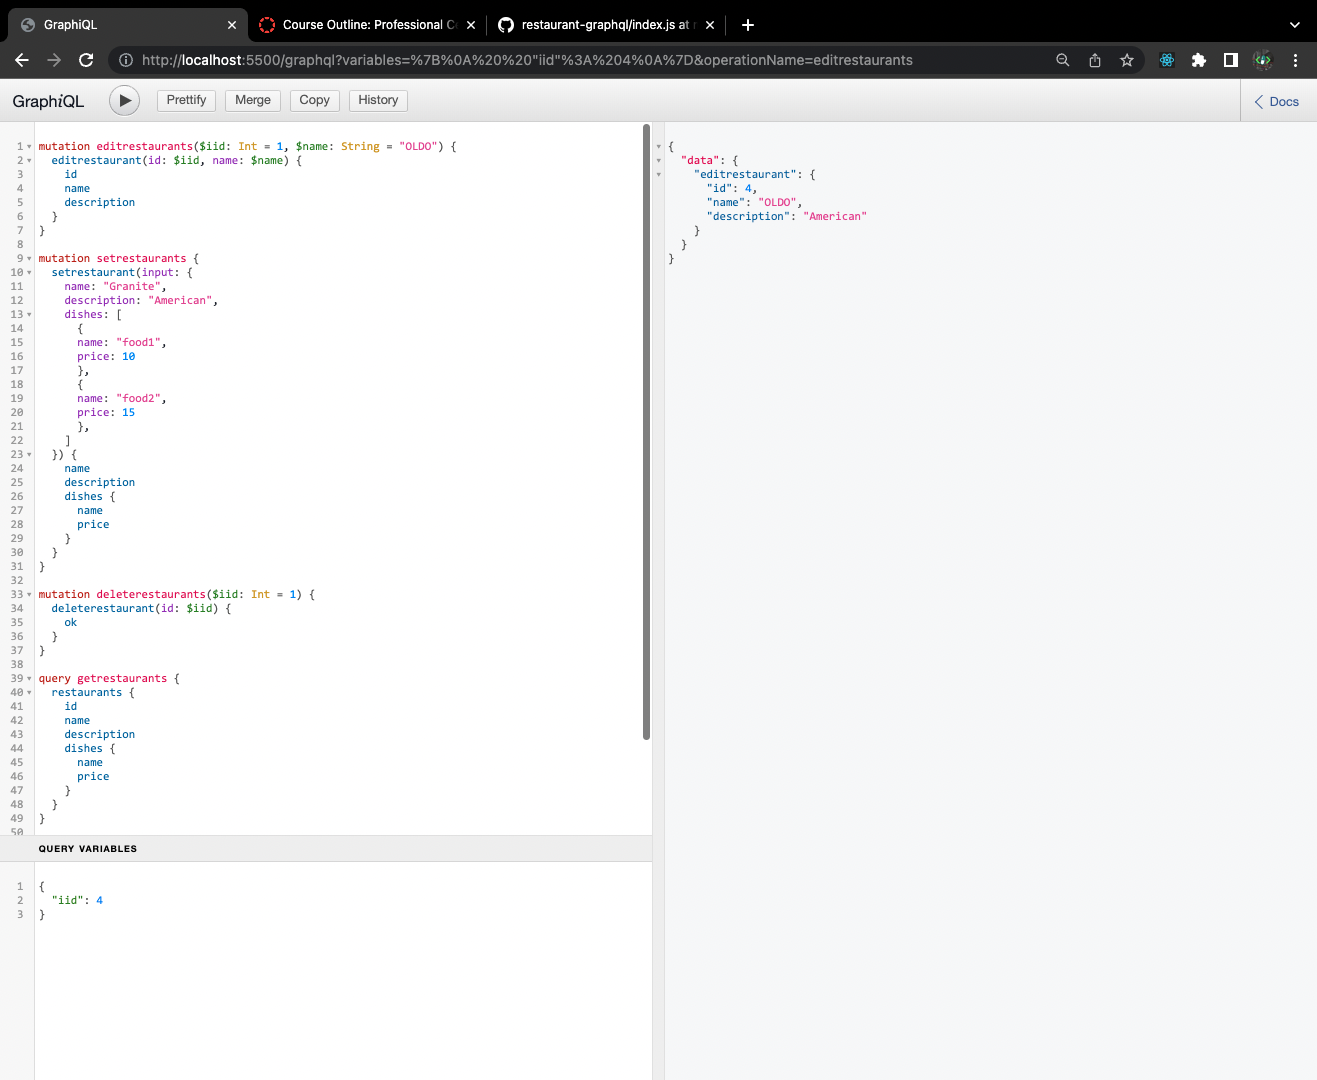 GraphiQL
Course Outline: Professional C
restaurant-graphql/index.js at
http://localhost:5500/graphql?variables=%7B%0A%20%20"iid"%3A%204%0A%7D&operationName=editrestaurants
GraphiQL
Prettify
Merge
Copy
History
Docs
1 mutation editrestaurants($iid: Int = 1, $name: String = "OLDO") {
2 editrestaurant(id: $iid, name: $name) {
3 id
4 name
5 description
6 }
7 }
8
9 mutation setrestaurants {
10 setrestaurant(input: {
11 name: "Granite",
12 description: "American",
13 dishes: [
14 {
15 name: "food1",
16 price: 10
17 },
18 {
19 name: "food2",
20 price: 15
21 },
22 ]
23 }) {
24 name
25 description
26 dishes {
27 name
28 price
29 }
30 }
31 }
32
33 mutation deleterestaurants($iid: Int = 1) {
34 deleterestaurant(id: $iid) {
35 ok
36 }
37 }
38
39 query getrestaurants {
40 restaurants {
41 id
42 name
43 description
44 dishes {
45 name
46 price
47 }
48 }
49 }
50
QUERY VARIABLES
1 {
2 "iid": 4
3 }
{
"data": {
"editrestaurant": {
"id": 4,
"name": "OLDO",
"description": "American"
}
}
}